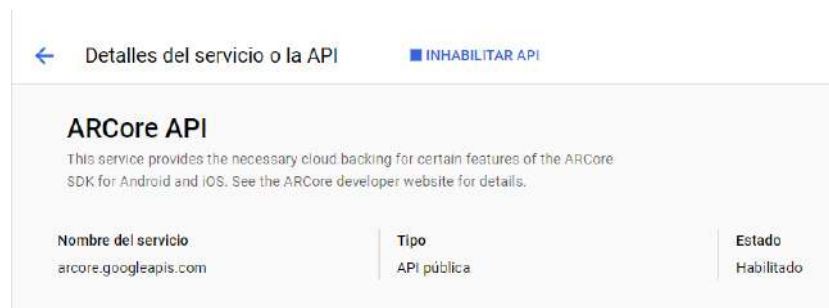 Detalles del servicio o la API
INHABILITAR API
ARCore API
This service provides the necessary cloud backing for certain features of the ARCore
SDK for Android and iOS. See the ARCore developer website for details.
Nombre del servicio
arcore.googleapis.com
Tipo
API pública
Estado
Habilitado